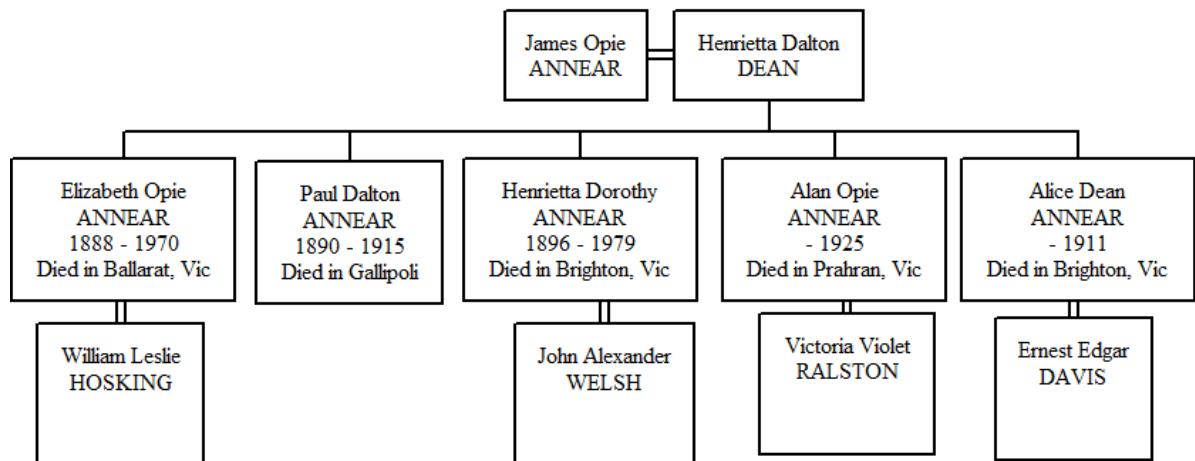 James Opie
ANNEAR
Henrietta Dalton
DEAN
Elizabeth Opie
ANNEAR
1888 - 1970
Died in Ballarat, Vic
Paul Dalton
ANNEAR
1890 - 1915
Died in Gallipoli
Henrietta Dorothy
ANNEAR
1896 - 1979
Died in Brighton, Vic
Alan Opie
ANNEAR
- 1925
Died in Prahran, Vic
Alice Dean
ANNEAR
- 1911
Died in Brighton, Vic
William Leslie
HOSKING
John Alexander
WELSH
Victoria Violet
RALSTON
Ernest Edgar
DAVIS